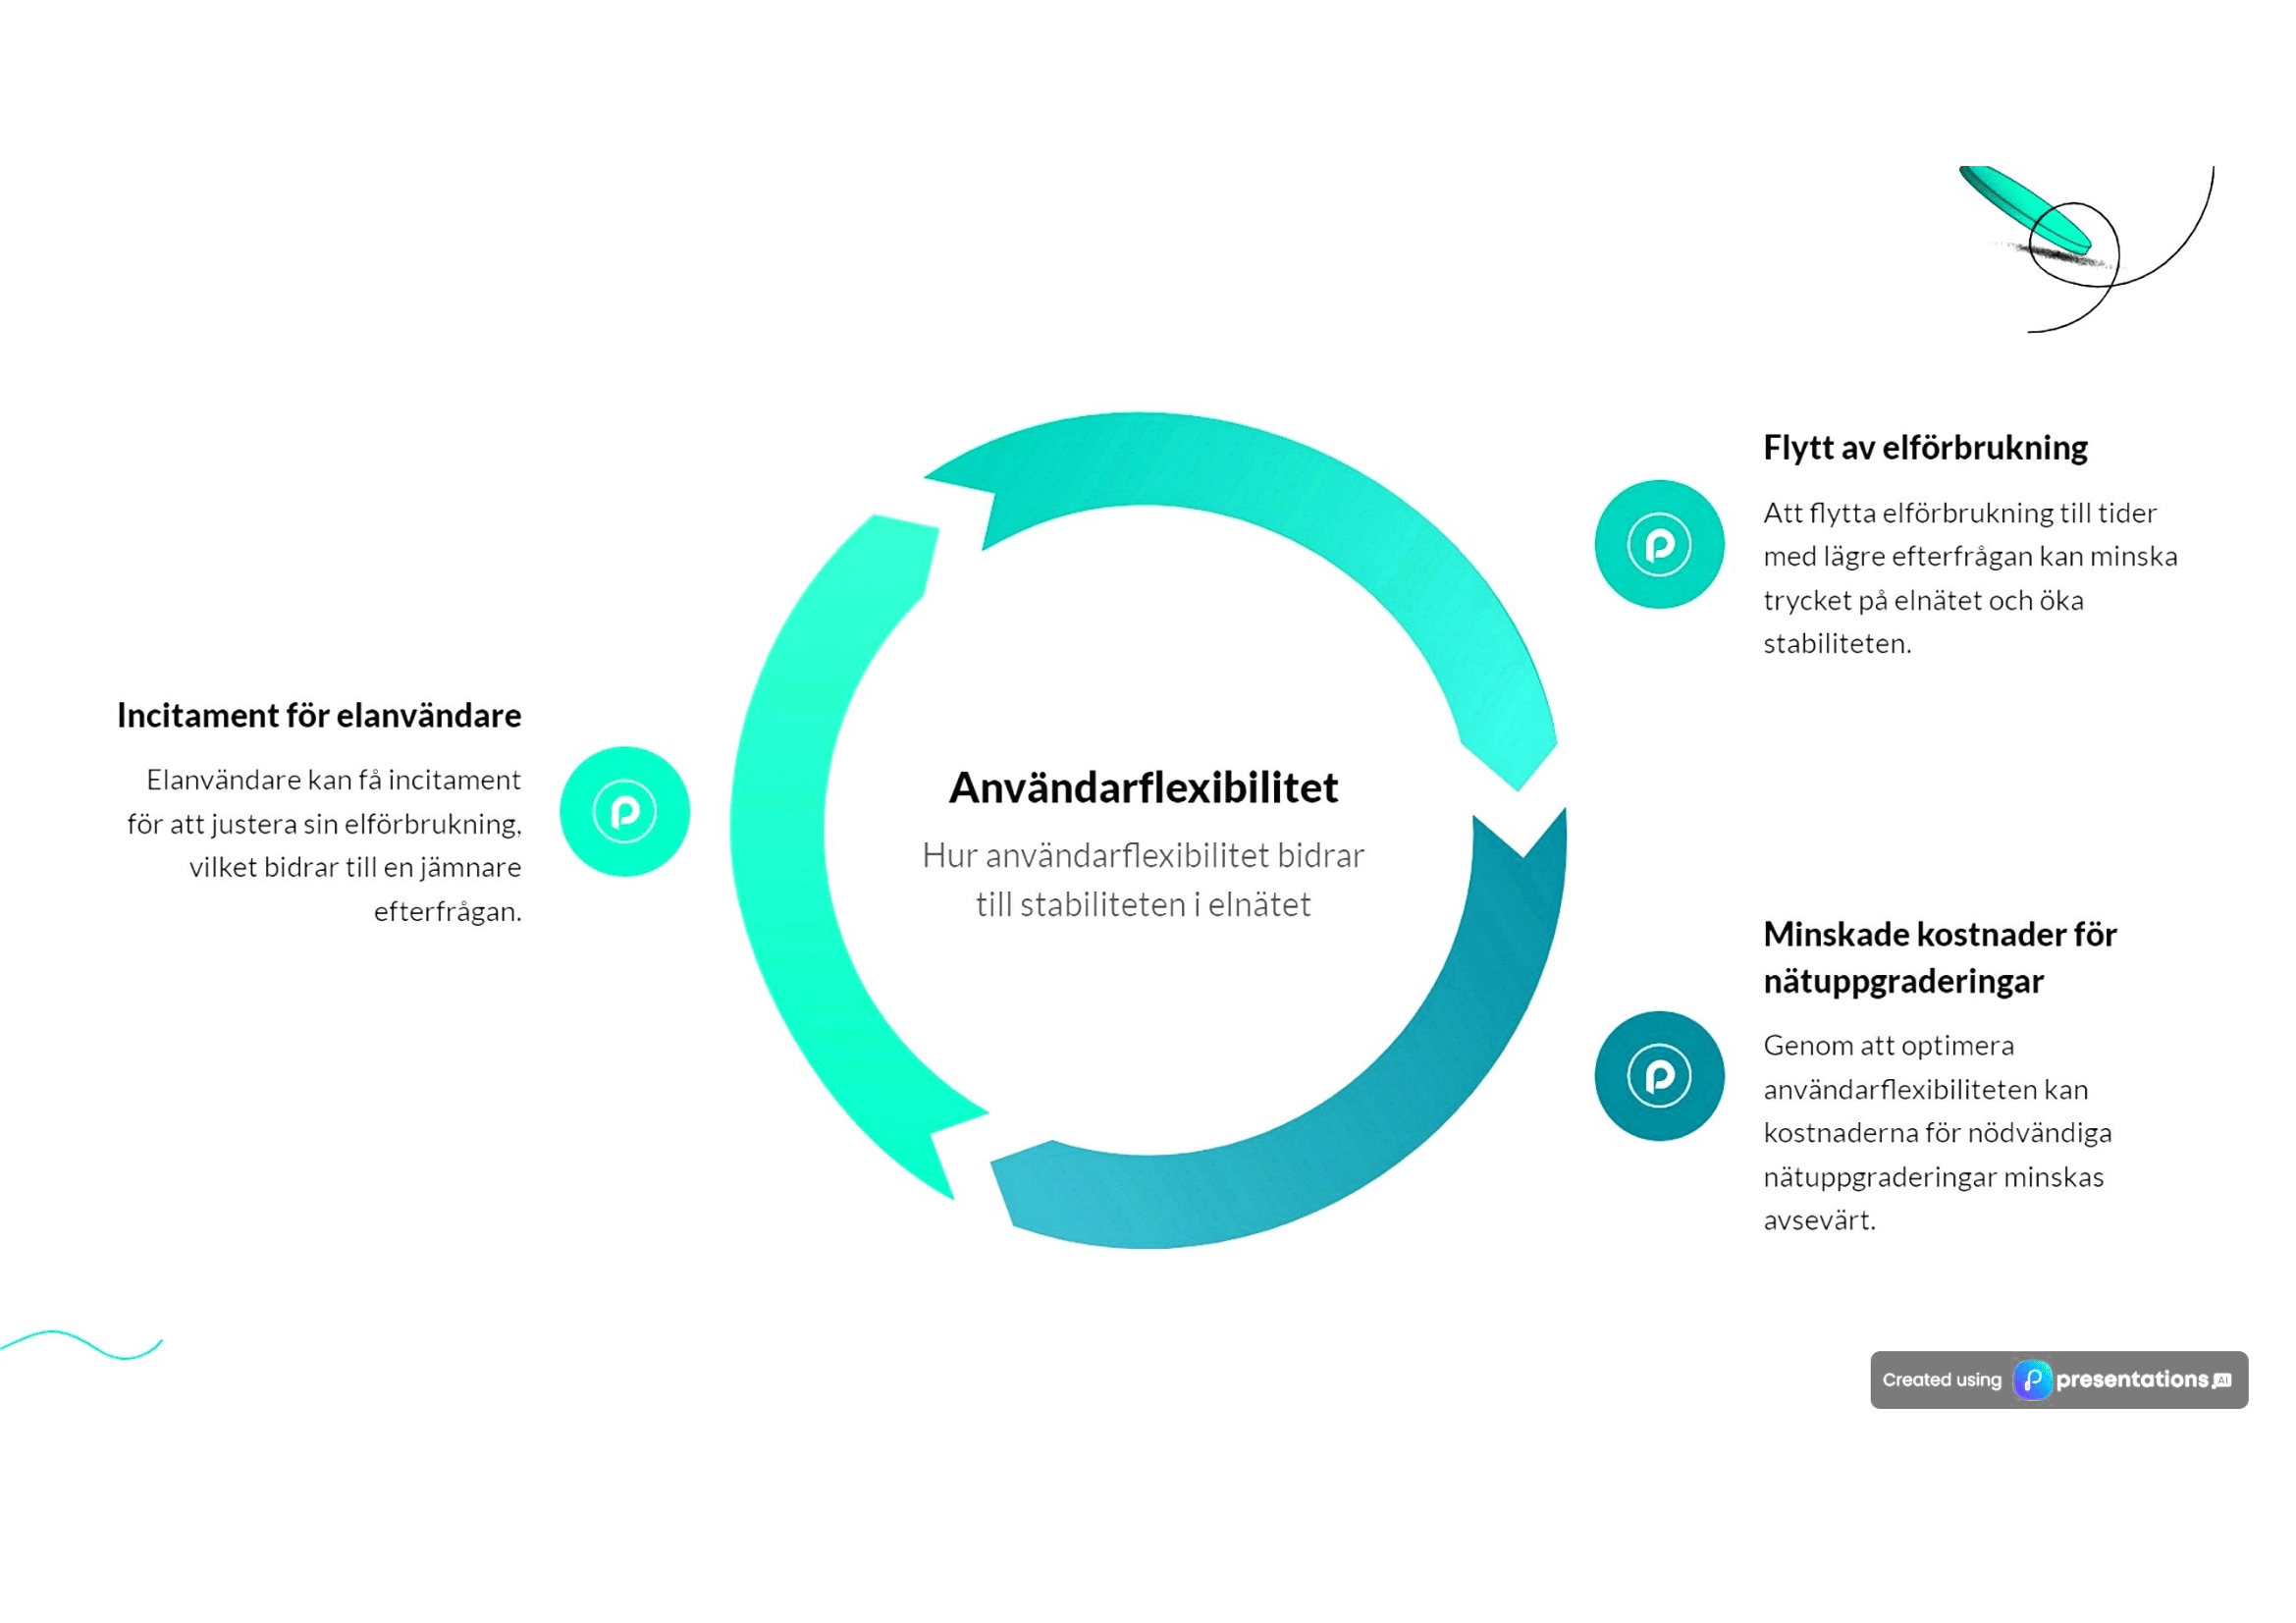 Flytt av elförbrukning
Att flytta elförbrukning till tider
med lägre efterfrågan kan minska
trycket på elnätet och öka
stabiliteten.
Incitament för elanvändare
Elanvändare kan få incitament
för att justera sin elförbrukning,
vilket bidrar till en jämnare
efterfrågan.
Användarflexibilitet
Hur användarflexibilitet bidrar
till stabiliteten i elnätet
Minskade kostnader för
nätuppgraderingar
Genom att optimera
användarflexibiliteten kan
kostnaderna för nödvändiga
nätuppgraderingar minskas
avsevärt.
Created using presentations.AI